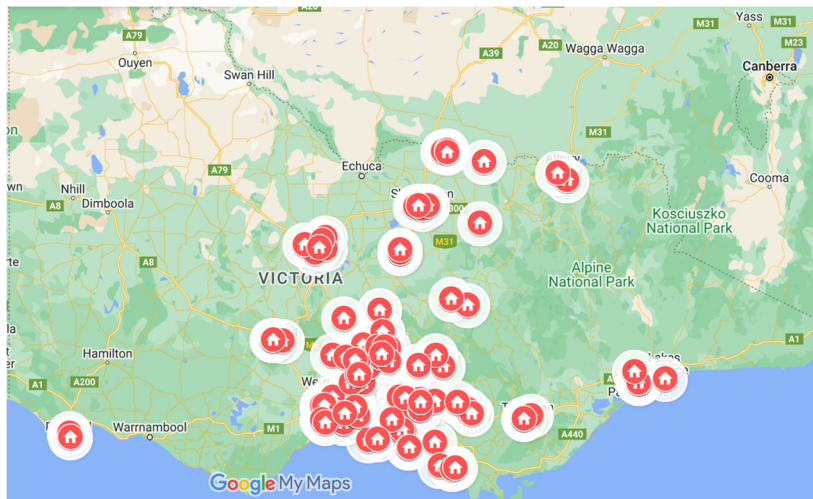 A20
Yass
M31
A79
M23
A39
A20
Wagga Wagga
Ouyen
Canberra
Swan Hill
M31
A79
Echuca
Cooma
Nhill
A8
Dimboola
Kosciuszko
National Park
M31
A8
VICTORIA
Alpine
National Park
A1
Hamilton
A1
A200
Lakes
Warrnambool
M1
A440
Google My Maps